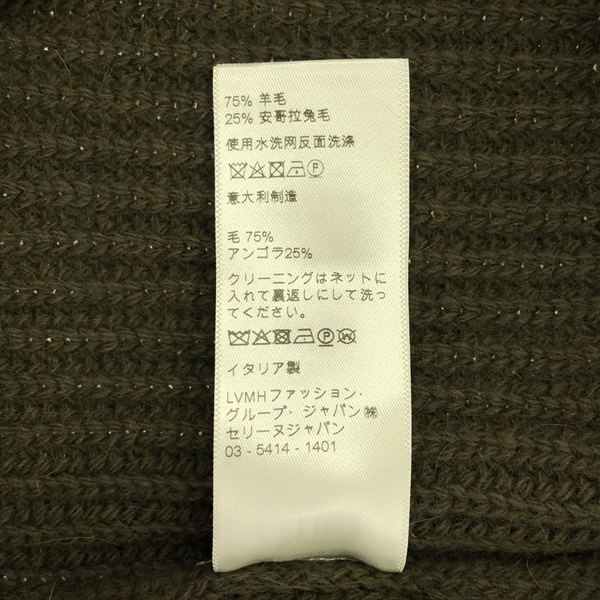 75% 羊毛
25% 安哥拉兔毛
使用水洗网反面洗涤
意大利制造
毛 75%
アンゴラ25%
クリーニングはネットに
入れて裏返しにして洗っ
てください。
イタリア製
LVMHファッション・
グループ・ジャパン㈱
セリーヌジャパン
03 - 5414 - 1401